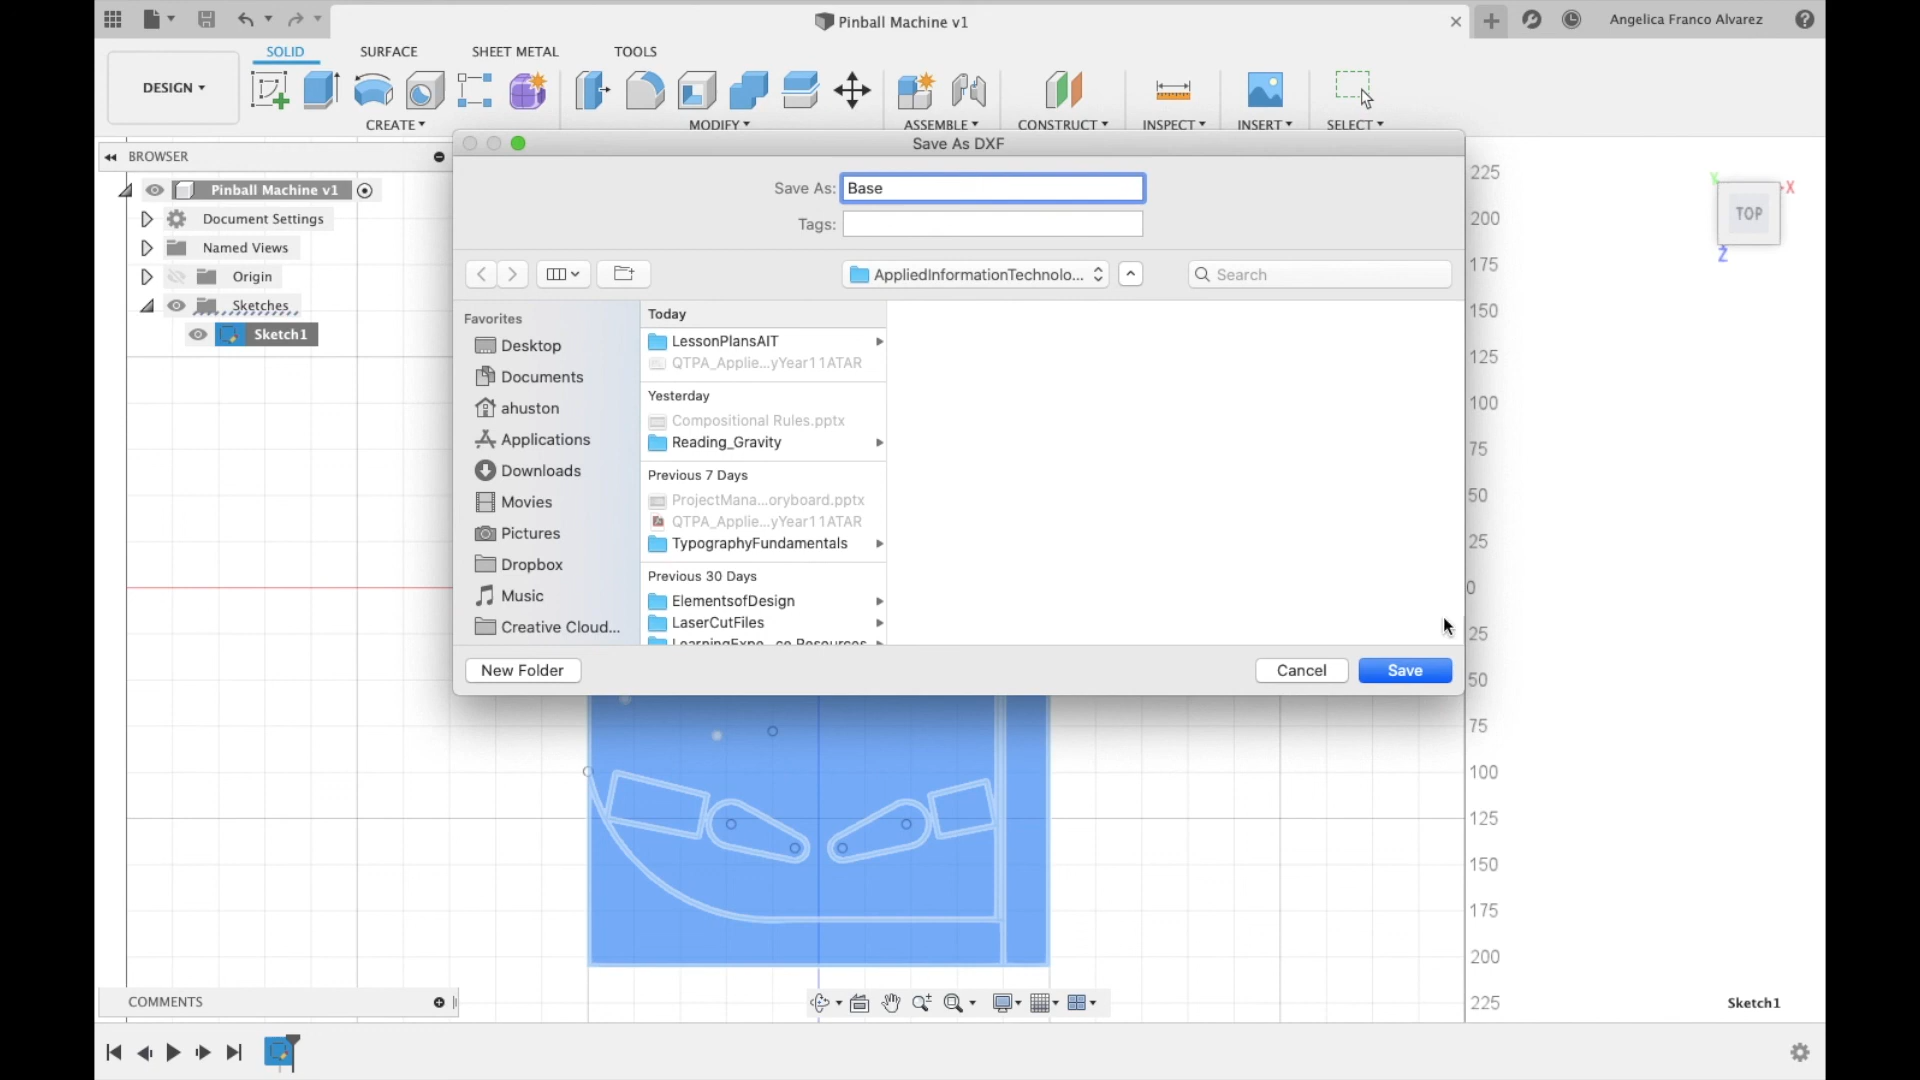 Pinball Machine v1
Angelica Franco Alvarez
SOLID
SURFACE
SHEET METAL
TOOLS
DESIGN
CREATE
MODIFY
ASSEMBLE
CONSTRUCT
INSPECT
INSERT
SELECT
BROWSER
Pinball Machine v1
Document Settings
Named Views
Origin
Sketches
Sketch1
Save As DXF
Save As: Base
Tags:
AppliedInformationTechnolo...
Search
Favorites
Desktop
Documents
ahuston
Applications
Downloads
Movies
Pictures
Dropbox
Music
Creative Cloud...
Today
LessonPlansAIT
QTPA_Applie...yYear11ATAR
Yesterday
Compositional Rules.pptx
Reading_Gravity
Previous 7 Days
ProjectMana...oryboard.pptx
QTPA_Applie...yYear11ATAR
TypographyFundamentals
Previous 30 Days
ElementsofDesign
LaserCutFiles
LearningExpe...ce Resources
New Folder
Cancel
Save
225
200
175
150
125
100
75
50
25
0
25
50
75
100
125
150
175
200
225
Y
X
TOP
Z
COMMENTS
Sketch1